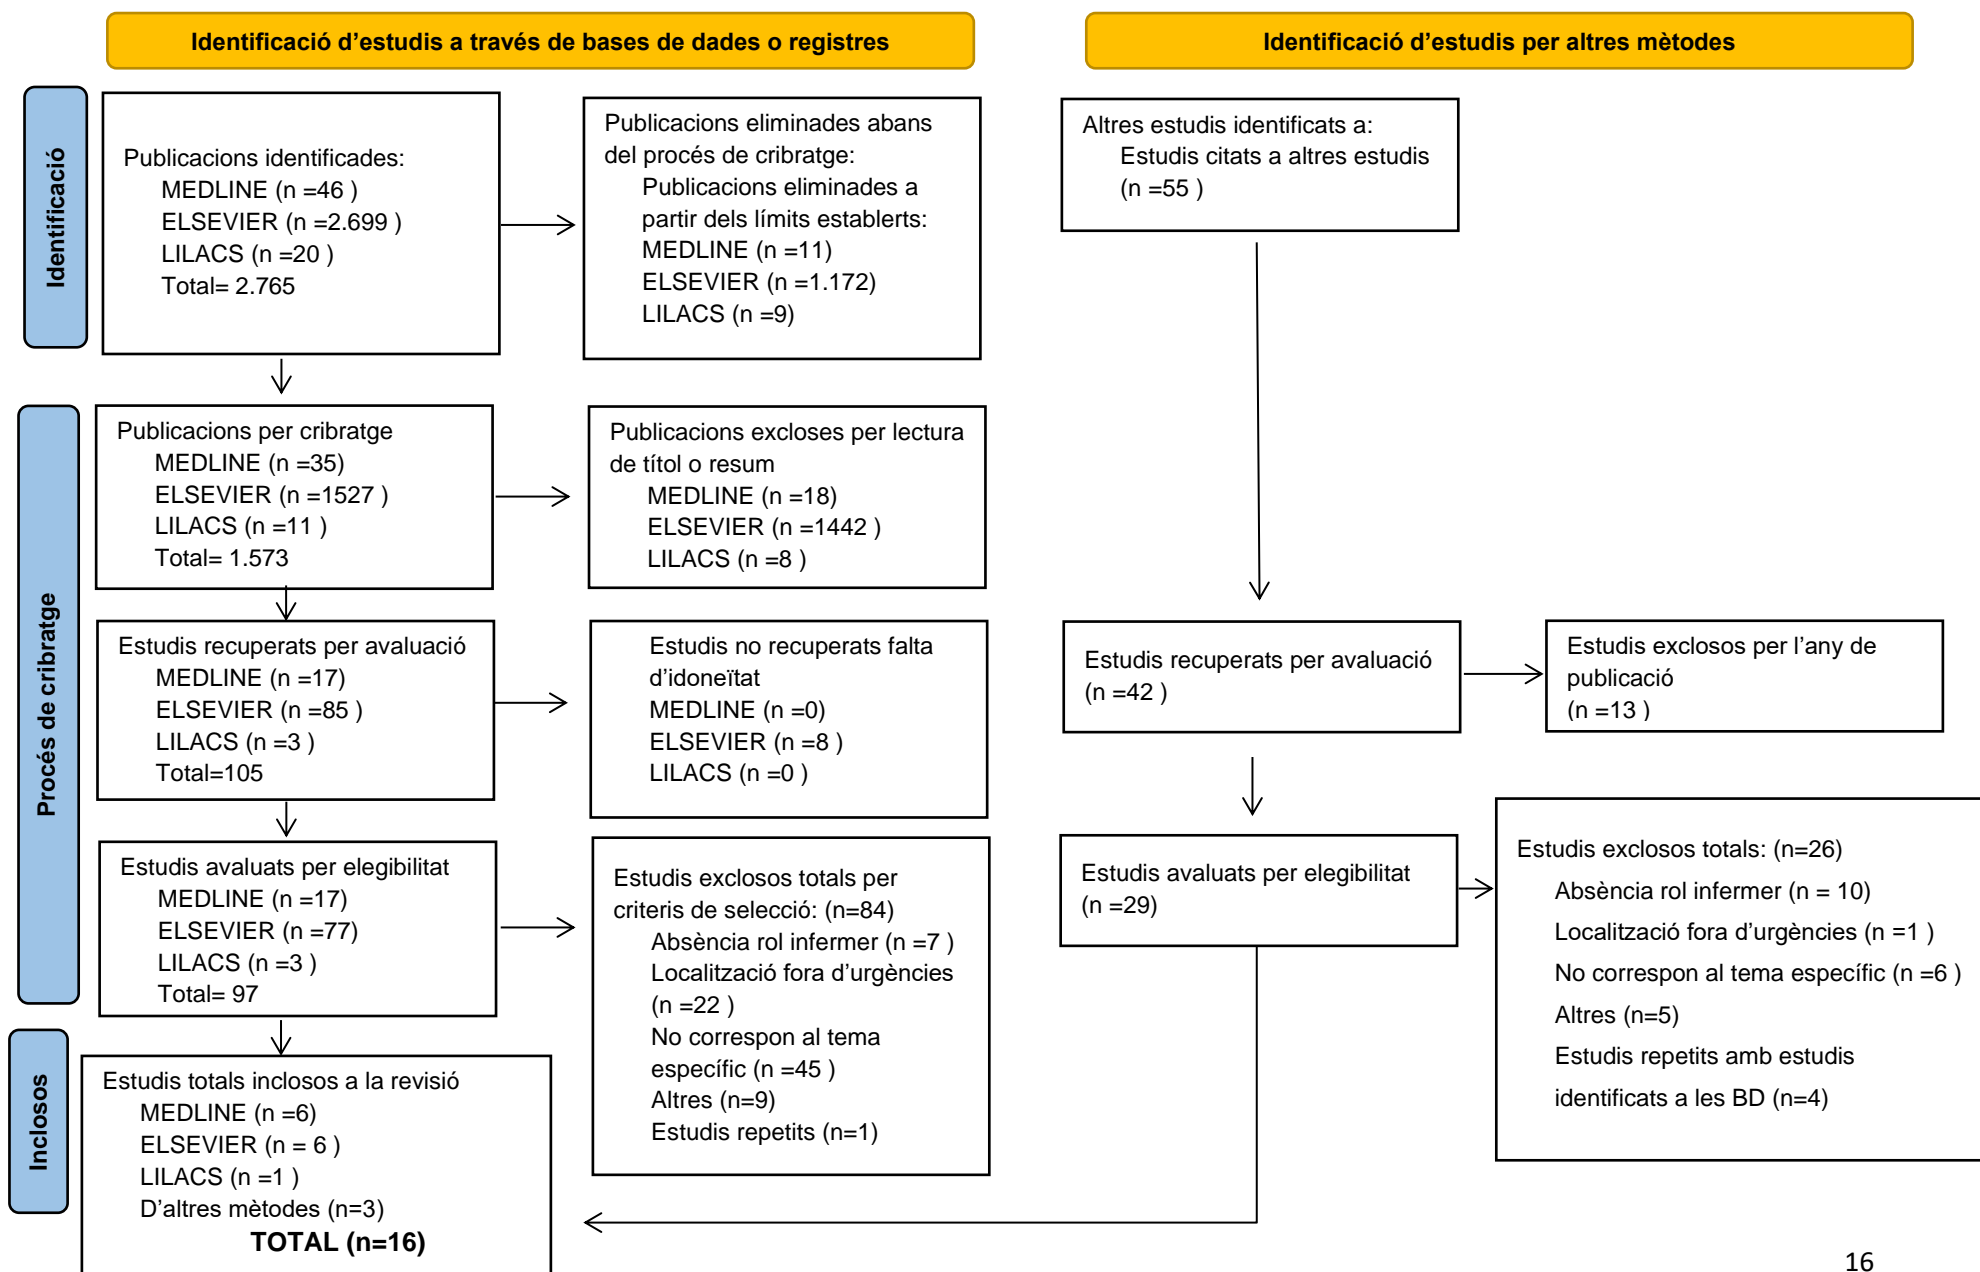 Identificació d’estudis a través de bases de dades o registres
Identificació d’estudis per altres mètodes
Identificació
Publicacions identificades:
MEDLINE (n =46 )
ELSEVIER (n =2.699 )
LILACS (n =20 )
Total= 2.765
Publicacions eliminades abans
del procés de cribratge:
Publicacions eliminades a
partir dels límits establerts:
MEDLINE (n =11)
ELSEVIER (n =1.172)
LILACS (n =9)
Altres estudis identificats a:
Estudis citats a altres estudis
(n =55 )
Procés de cribratge
Publicacions per cribratge
MEDLINE (n =35)
ELSEVIER (n =1527 )
LILACS (n =11 )
Total= 1.573
Publicacions excloses per lectura
de títol o resum
MEDLINE (n =18)
ELSEVIER (n =1442 )
LILACS (n =8 )
Estudis recuperats per avaluació
MEDLINE (n =17)
ELSEVIER (n =85 )
LILACS (n =3 )
Total=105
Estudis no recuperats falta
d’idoneïtat
MEDLINE (n =0)
ELSEVIER (n =8 )
LILACS (n =0 )
Estudis recuperats per avaluació
(n =42 )
Estudis exclosos per l’any de
publicació
(n =13 )
Estudis avaluats per elegibilitat
MEDLINE (n =17)
ELSEVIER (n =77)
LILACS (n =3 )
Total= 97
Estudis exclosos totals per
criteris de selecció: (n=84)
Absència rol infermer (n =7 )
Localització fora d’urgències
(n =22 )
No correspon al tema
específic (n =45 )
Altres (n=9)
Estudis repetits (n=1)
Estudis avaluats per elegibilitat
(n =29)
Estudis exclosos totals: (n=26)
Absència rol infermer (n = 10)
Localització fora d’urgències (n =1 )
No correspon al tema específic (n =6 )
Altres (n=5)
Estudis repetits amb estudis
identificats a les BD (n=4)
Inclosos
Estudis totals inclosos a la revisió
MEDLINE (n =6)
ELSEVIER (n = 6 )
LILACS (n =1 )
D’altres mètodes (n=3)
TOTAL (n=16)
16